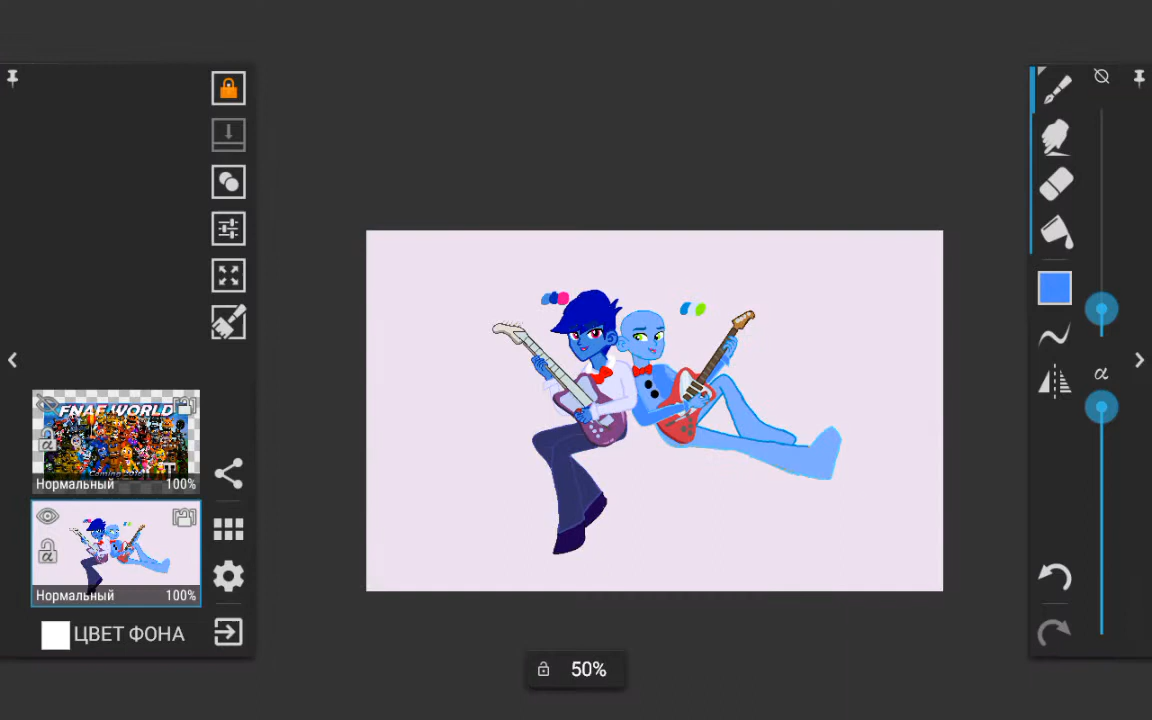 FNAF WORLD
Нормальный 100%
Нормальный 100%
ЦВЕТ ФОНА
α
50%